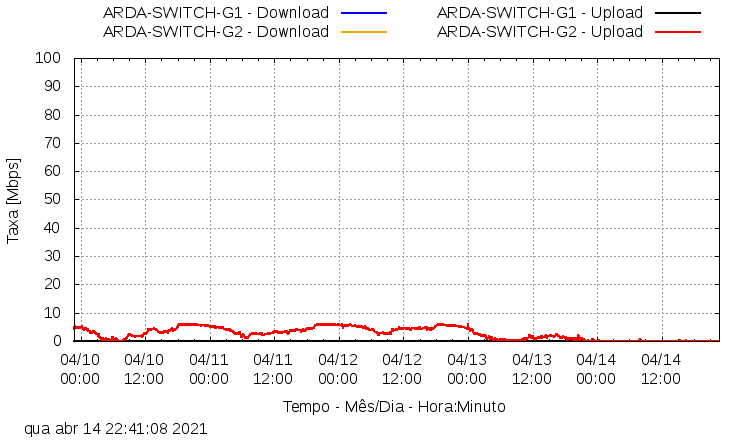 ARDA-SWITCH-G1 - Download ARDA-SWITCH-G1 - Upload
ARDA-SWITCH-G2 - Download ARDA-SWITCH-G2 - Upload
100
90
80
70
60
50
40
30
20
10
0
Taxa [Mbps]
04/10 04/10 04/11 04/11 04/12 04/12 04/13 04/13 04/14 04/14
00:00 12:00 00:00 12:00 00:00 12:00 00:00 12:00 00:00 12:00
Tempo - Mês/Dia - Hora:Minuto
qua abr 14 22:41:08 2021